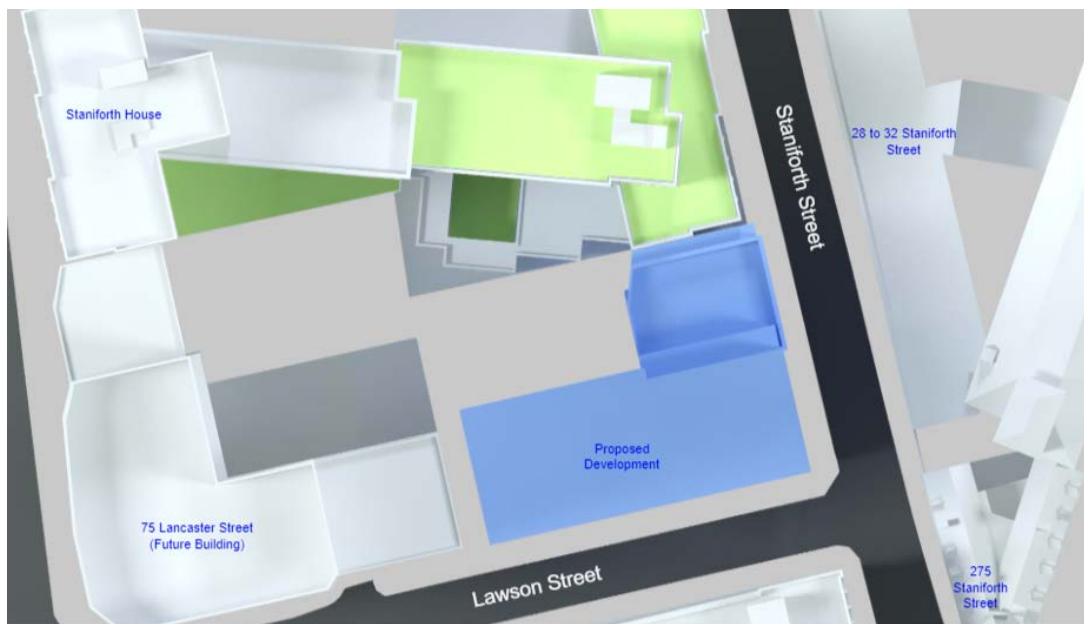 Staniforth House
Staniforth Street
28 to 32 Staniforth
Street
Proposed
Development
75 Lancaster Street
(Future Building)
Lawson Street
275
Staniforth
Street